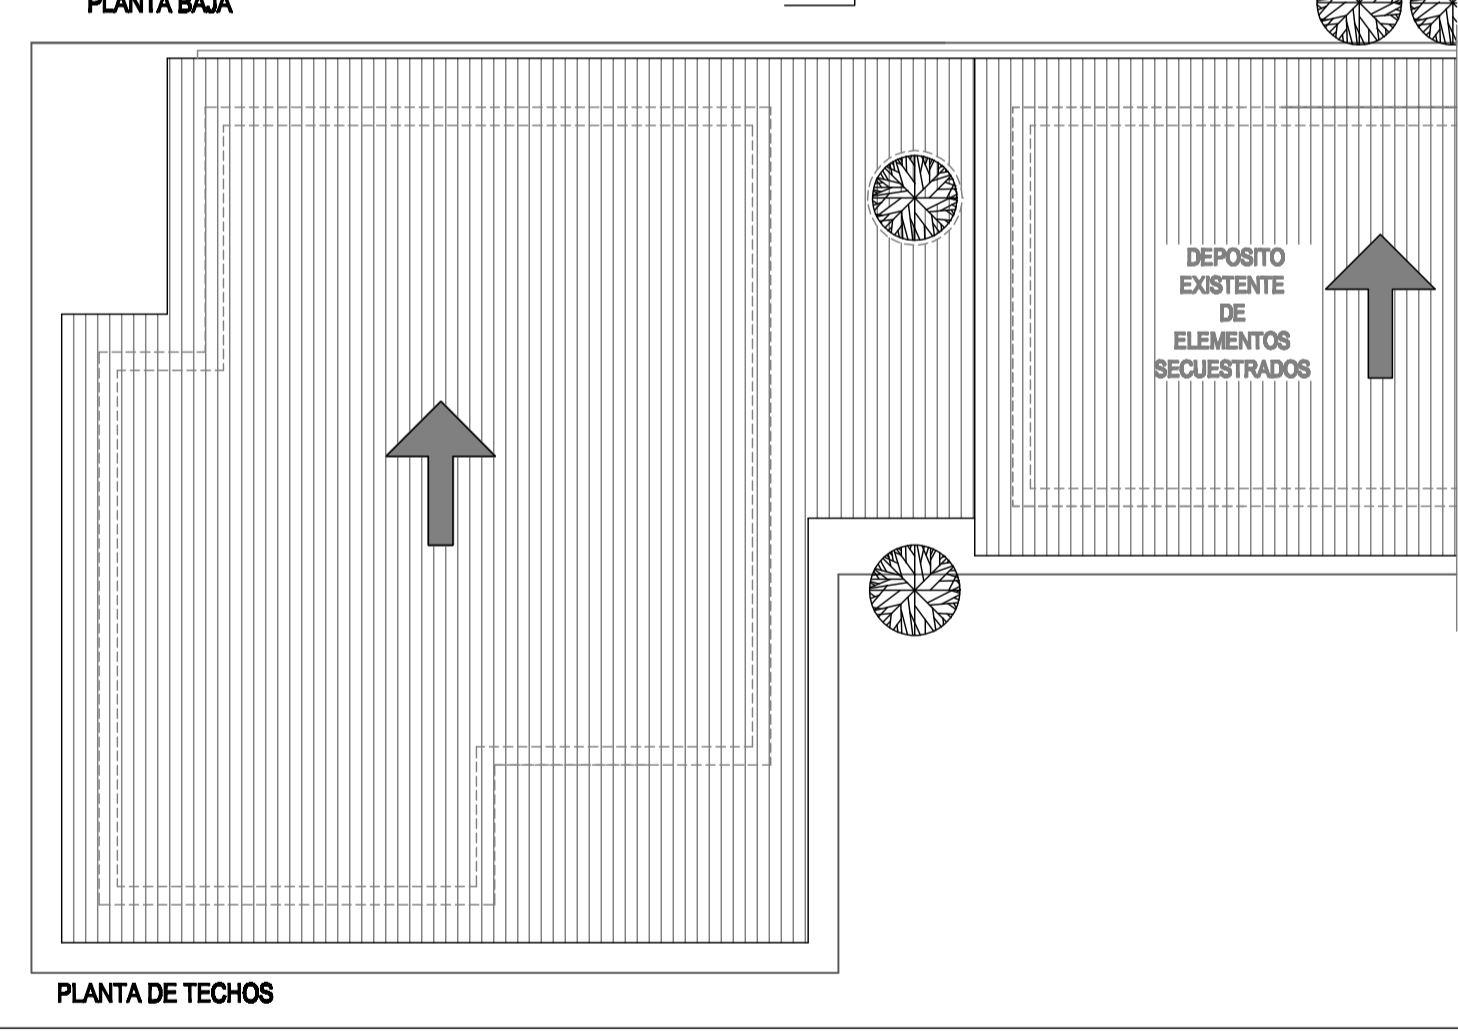 PLANTA BAJA
DEPOSITO
EXISTENTE
DE
ELEMENTOS
SECUESTRADOS
PLANTA DE TECHOS